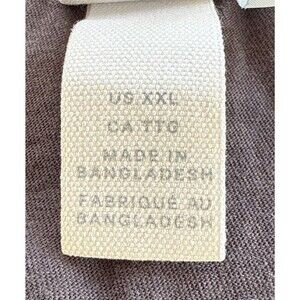 US XXL
CA TTG
MADE IN
BANGLADESH
FABRIQUÉ AU
BANGLADESH